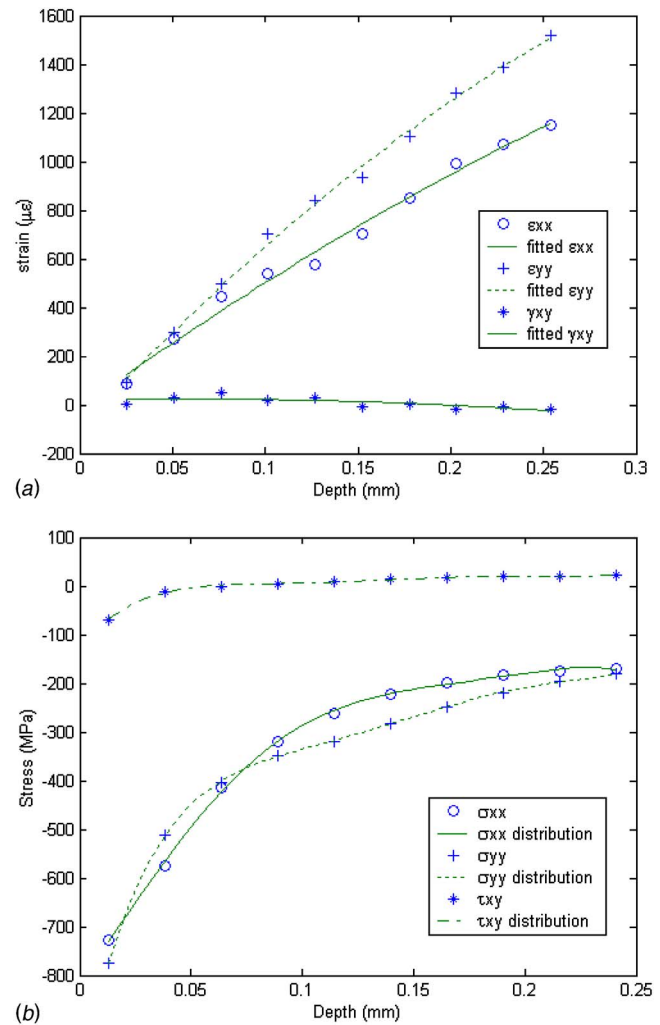 1600
1400
1200
1000
800
600
400
200
0
-200
strain (με)
εxx
fitted εxx
εyy
fitted εyy
γxy
fitted γxy
0 0.05 0.1 0.15 0.2 0.25 0.3
Depth (mm)
(a)
100
0
-100
-200
-300
-400
-500
-600
-700
-800
Stress (MPa)
σxx
σxx distribution
σyy
σyy distribution
τxy
τxy distribution
0 0.05 0.1 0.15 0.2 0.25
Depth (mm)
(b)